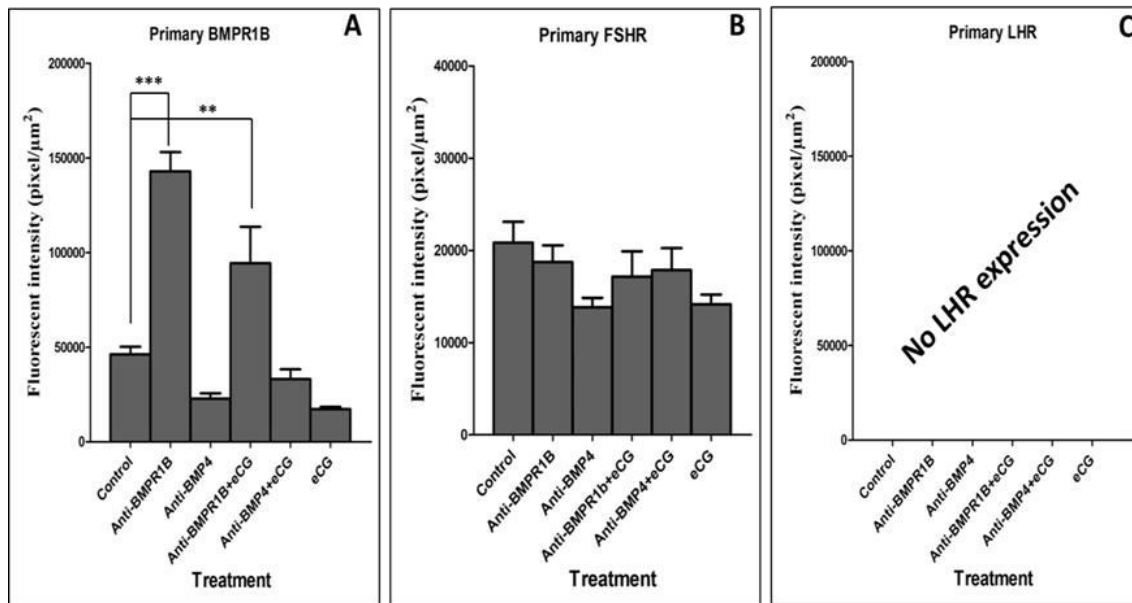 Primary BMPR1B
A
Fluorescent intensity (pixel/µm²)
200000
150000
100000
50000
0
***
**
Control
Anti-BMPR1B
Anti-BMP4
Anti-BMPR1B+eCG
Anti-BMP4+eCG
eCG
Treatment
Primary FSHR
B
Fluorescent intensity (pixel/µm²)
40000
30000
20000
10000
0
Control
Anti-BMPR1B
Anti-BMP4
Anti-BMPR1b+eCG
Anti-BMP4+eCG
eCG
Treatment
Primary LHR
C
Fluorescent intensity (pixel/µm²)
200000
150000
100000
50000
0
No LHR expression
Control
Anti-BMPR1B
Anti-BMP4
Anti-BMPR1B+eCG
Anti-BMP4+eCG
eCG
Treatment